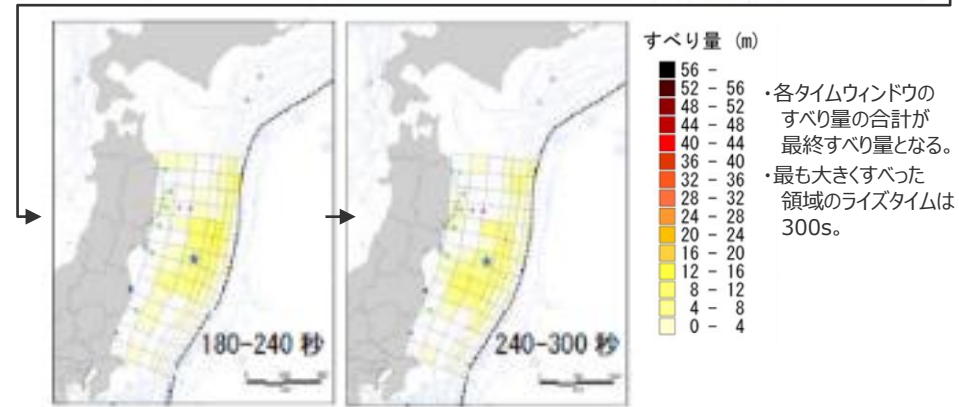 すべり量 (m)
56 -
52 - 56
48 - 52
44 - 48
40 - 44
36 - 40
32 - 36
28 - 32
24 - 28
20 - 24
16 - 20
12 - 16
8 - 12
4 - 8
0 - 4
・各タイムウィンドウの
すべり量の合計が
最終すべり量となる。
・最も大きくすべった
領域のライズタイムは
300s。
180-240 秒
240-300 秒